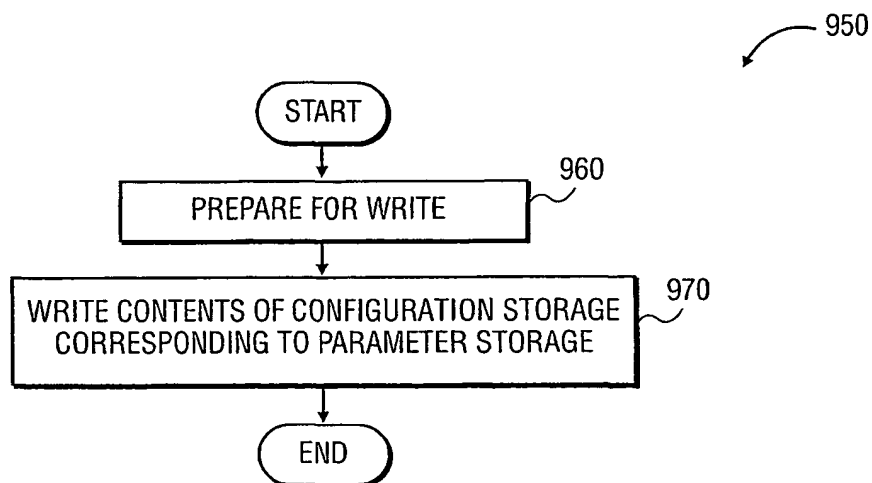 950
START
960
PREPARE FOR WRITE
970
WRITE CONTENTS OF CONFIGURATION STORAGE
CORRESPONDING TO PARAMETER STORAGE
END